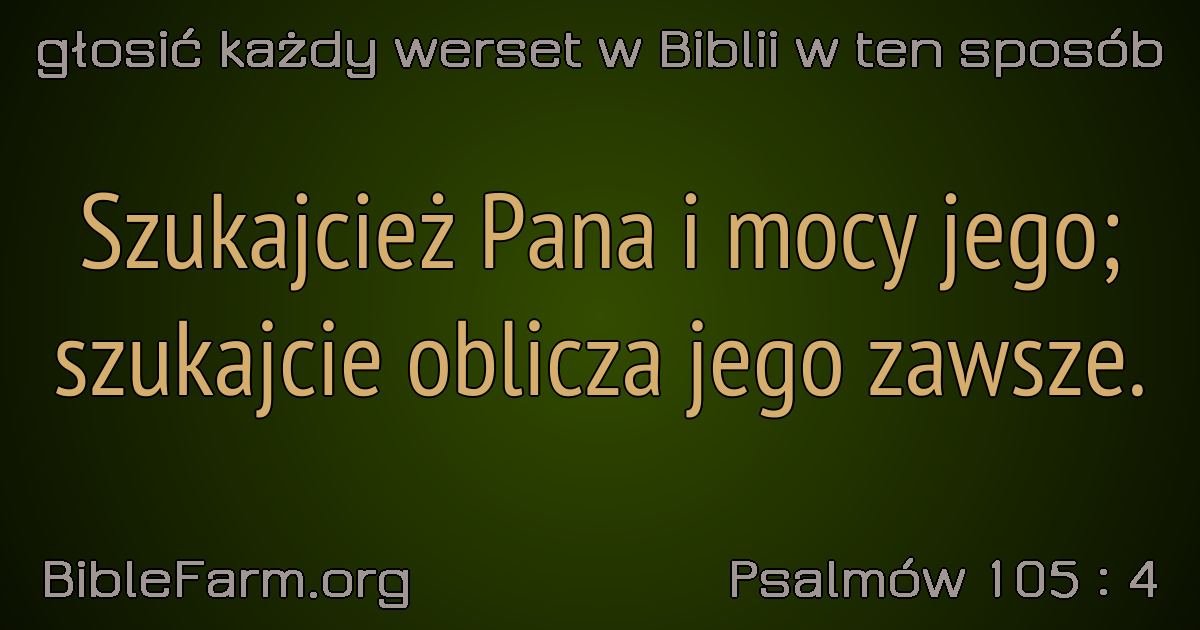 głosić każdy werset w Biblii w ten sposób
Szukajcież Pana i mocy jego;
szukajcie oblicza jego zawsze.
BibleFarm.org
Psalmów 105 : 4